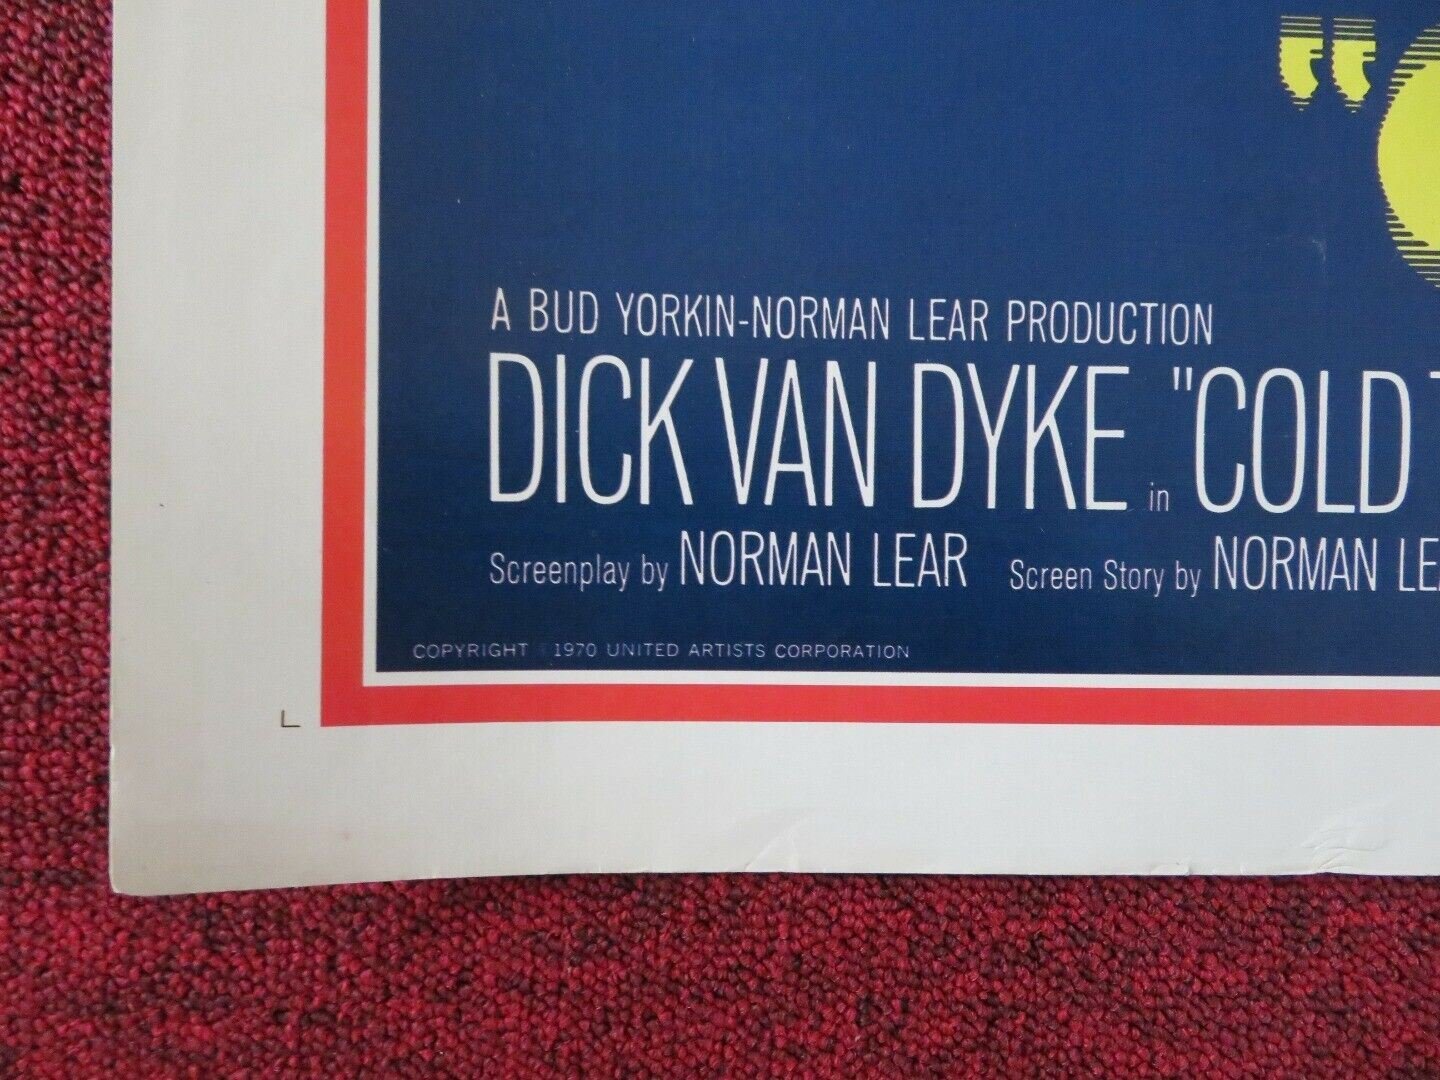 "
A BUD YORKIN-NORMAN LEAR PRODUCTION
DICK VAN DYKE in "COLD
Screenplay by NORMAN LEAR Screen Story by NORMAN
COPYRIGHT 1970 UNITED ARTISTS CORPORATION